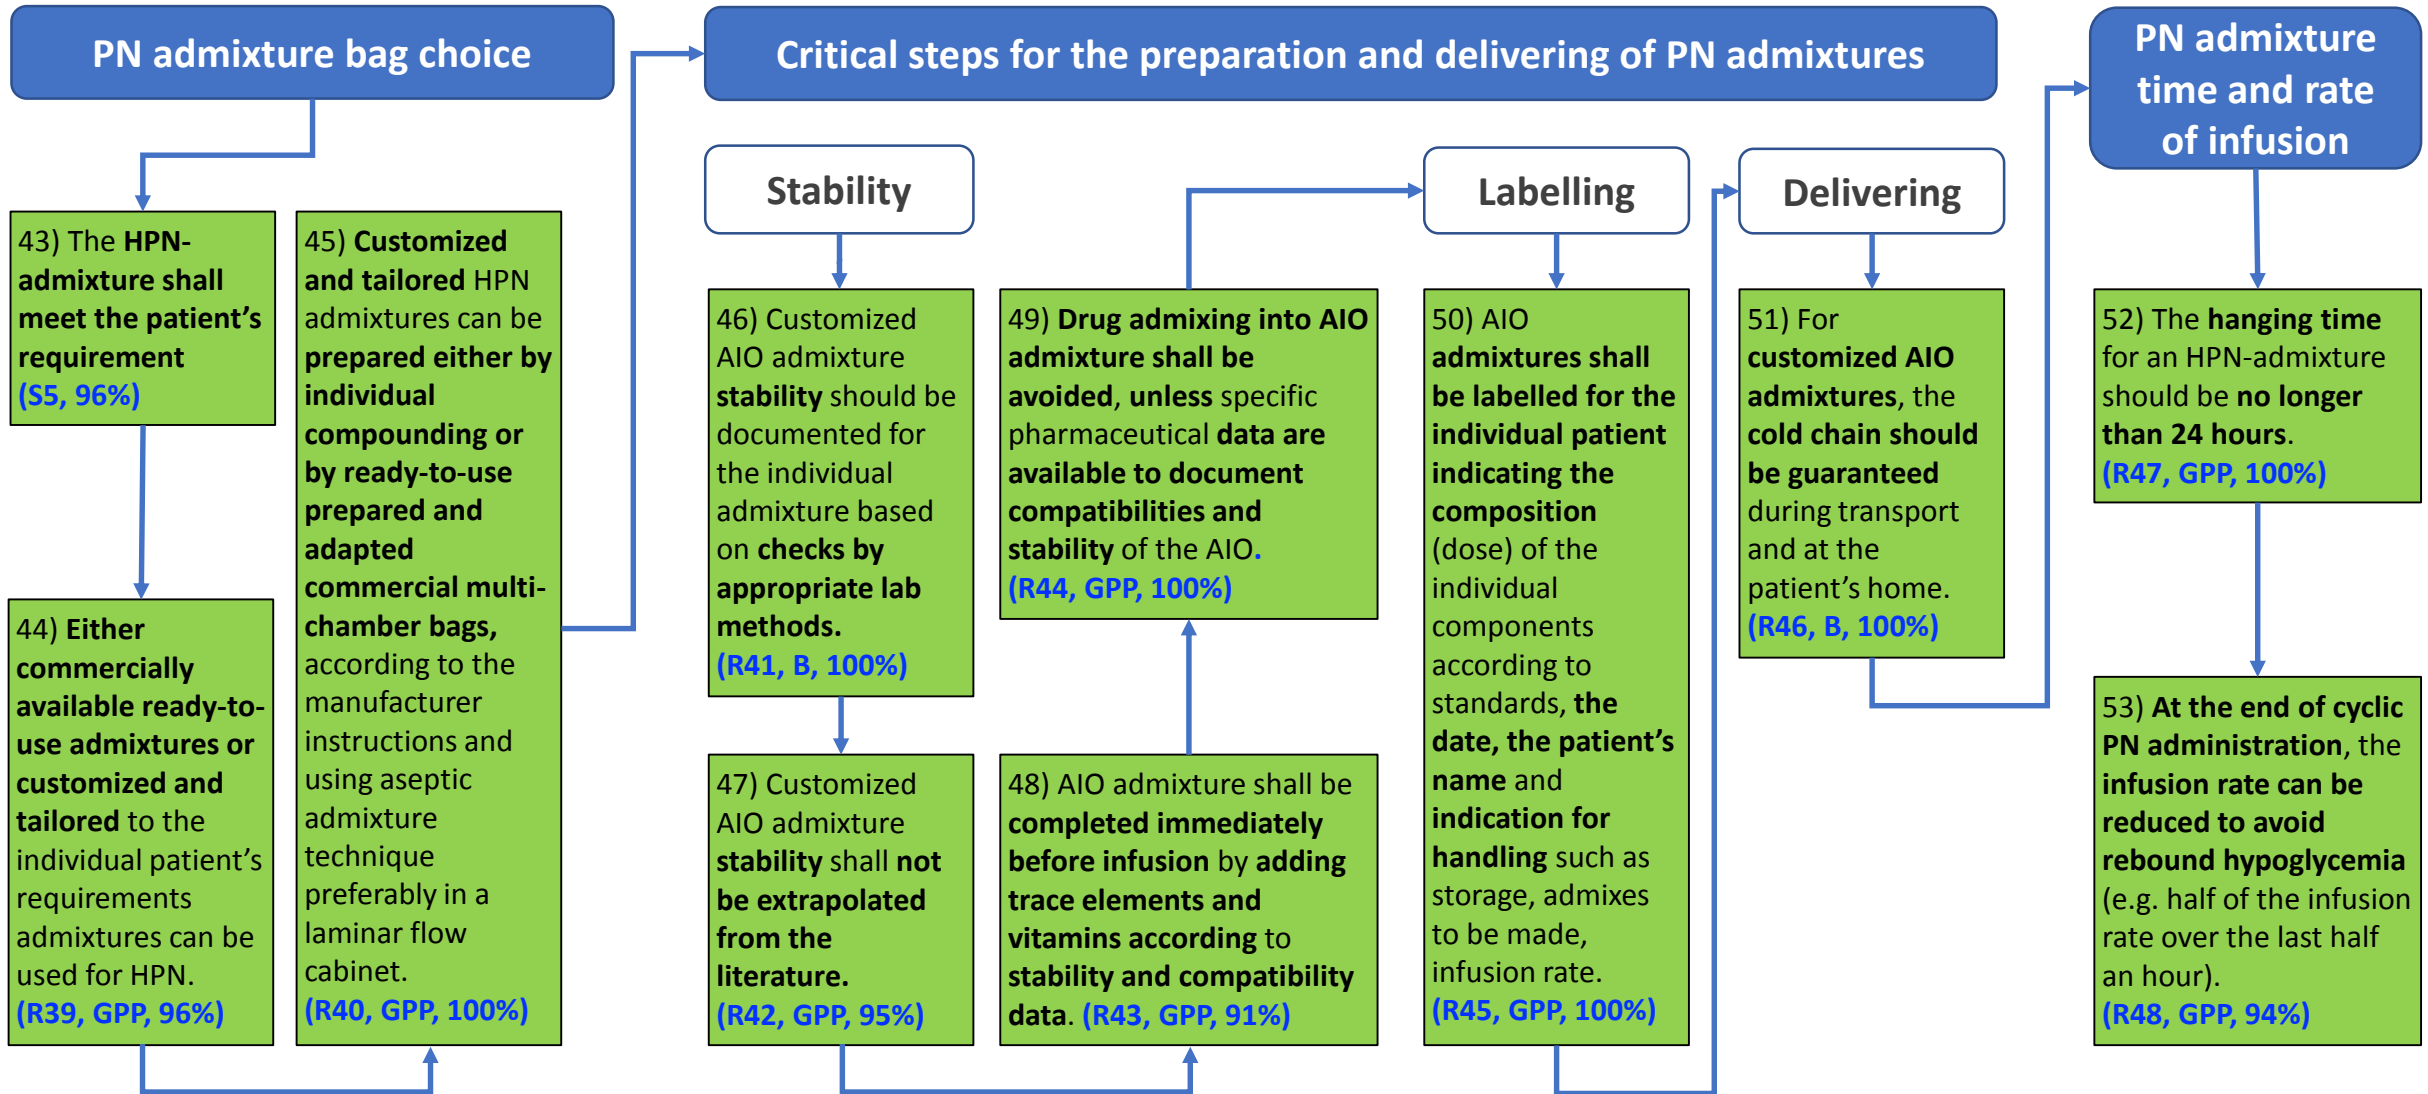 PN admixture bag choice
43) The HPN-
admixture shall
meet the patient's
requirement
(S5, 96%)
44) Either
commercially
available ready-to-
use admixtures or
customized and
tailored to the
individual patient's
requirements
admixtures can be
used for HPN.
(R39, GPP, 96%)
45) Customized
and tailored HPN
admixtures can be
prepared either by
individual
compounding or
by ready-to-use
prepared and
adapted
commercial multi-
chamber bags,
according to the
manufacturer
instructions and
using aseptic
admixture
technique
preferably in a
laminar flow
cabinet.
(R40, GPP, 100%)
Critical steps for the preparation and delivering of PN admixtures
Stability
46) Customized
AIO admixture
stability should be
documented for
the individual
admixture based
on checks by
appropriate lab
methods.
(R41, B, 100%)
47) Customized
AIO admixture
stability shall not
be extrapolated
from the
literature.
(R42, GPP, 95%)
48) AIO admixture shall be
completed immediately
before infusion by adding
trace elements and
vitamins according to
stability and compatibility
data. (R43, GPP, 91%)
49) Drug admixing into AIO
admixture shall be
avoided, unless specific
pharmaceutical data are
available to document
compatibilities and
stability of the AIO.
(R44, GPP, 100%)
Labelling
50) AIO
admixtures shall
be labelled for the
individual patient
indicating the
composition
(dose) of the
individual
components
according to
standards, the
date, the patient's
name and
indication for
handling such as
storage, admixes
to be made,
infusion rate.
(R45, GPP, 100%)
Delivering
51) For
customized AIO
admixtures, the
cold chain should
be guaranteed
during transport
and at the
patient's home.
(R46, B, 100%)
PN admixture
time and rate
of infusion
52) The hanging time
for an HPN-admixture
should be no longer
than 24 hours.
(R47, GPP, 100%)
53) At the end of cyclic
PN administration, the
infusion rate can be
reduced to avoid
rebound hypoglycemia
(e.g. half of the infusion
rate over the last half
an hour).
(R48, GPP, 94%)